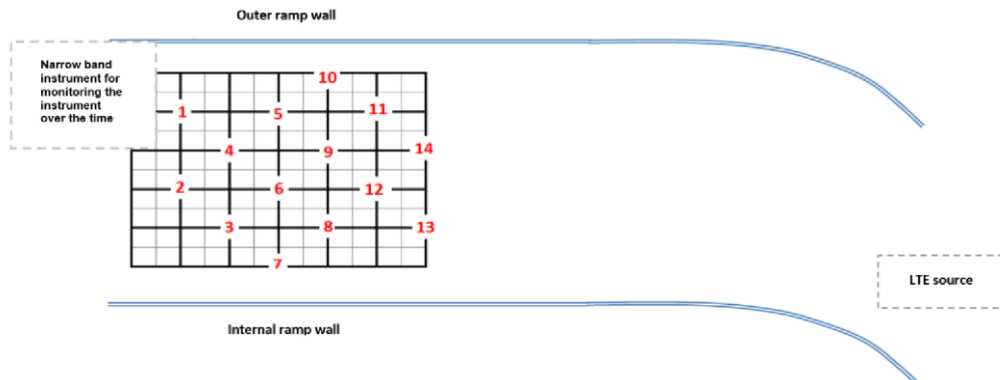 Outer ramp wall
Narrow band
instrument for
monitoring the
instrument
over the time
10
1
5
11
4
9
14
2
6
12
3
8
13
7
LTE source
Internal ramp wall